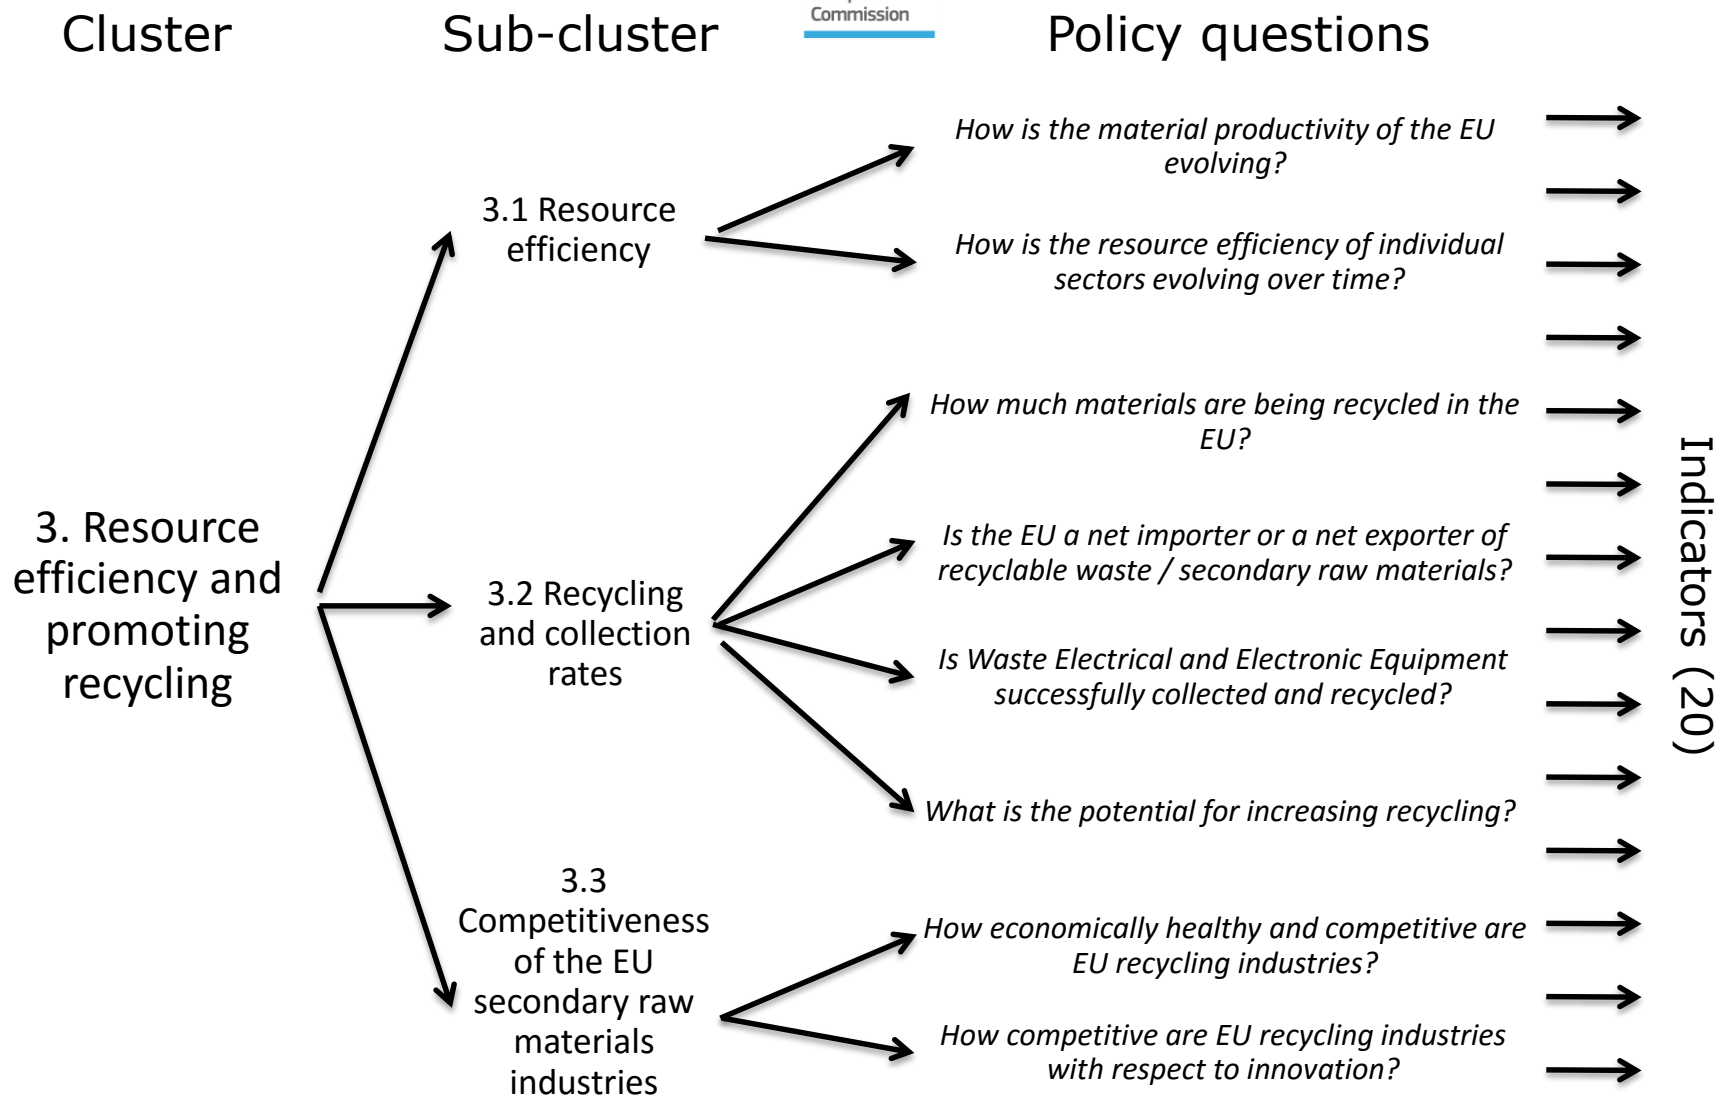 Commission
Cluster
Sub-cluster
Policy questions
3. Resource
efficiency and
promoting
recycling
3.1 Resource
efficiency
How is the material productivity of the EU
evolving?
How is the resource efficiency of individual
sectors evolving over time?
3.2 Recycling
and collection
rates
How much materials are being recycled in the
EU?
Is the EU a net importer or a net exporter of
recyclable waste / secondary raw materials?
Is Waste Electrical and Electronic Equipment
successfully collected and recycled?
What is the potential for increasing recycling?
3.3
Competitiveness
of the EU
secondary raw
materials
industries
How economically healthy and competitive are
EU recycling industries?
How competitive are EU recycling industries
with respect to innovation?
Indicators (20)